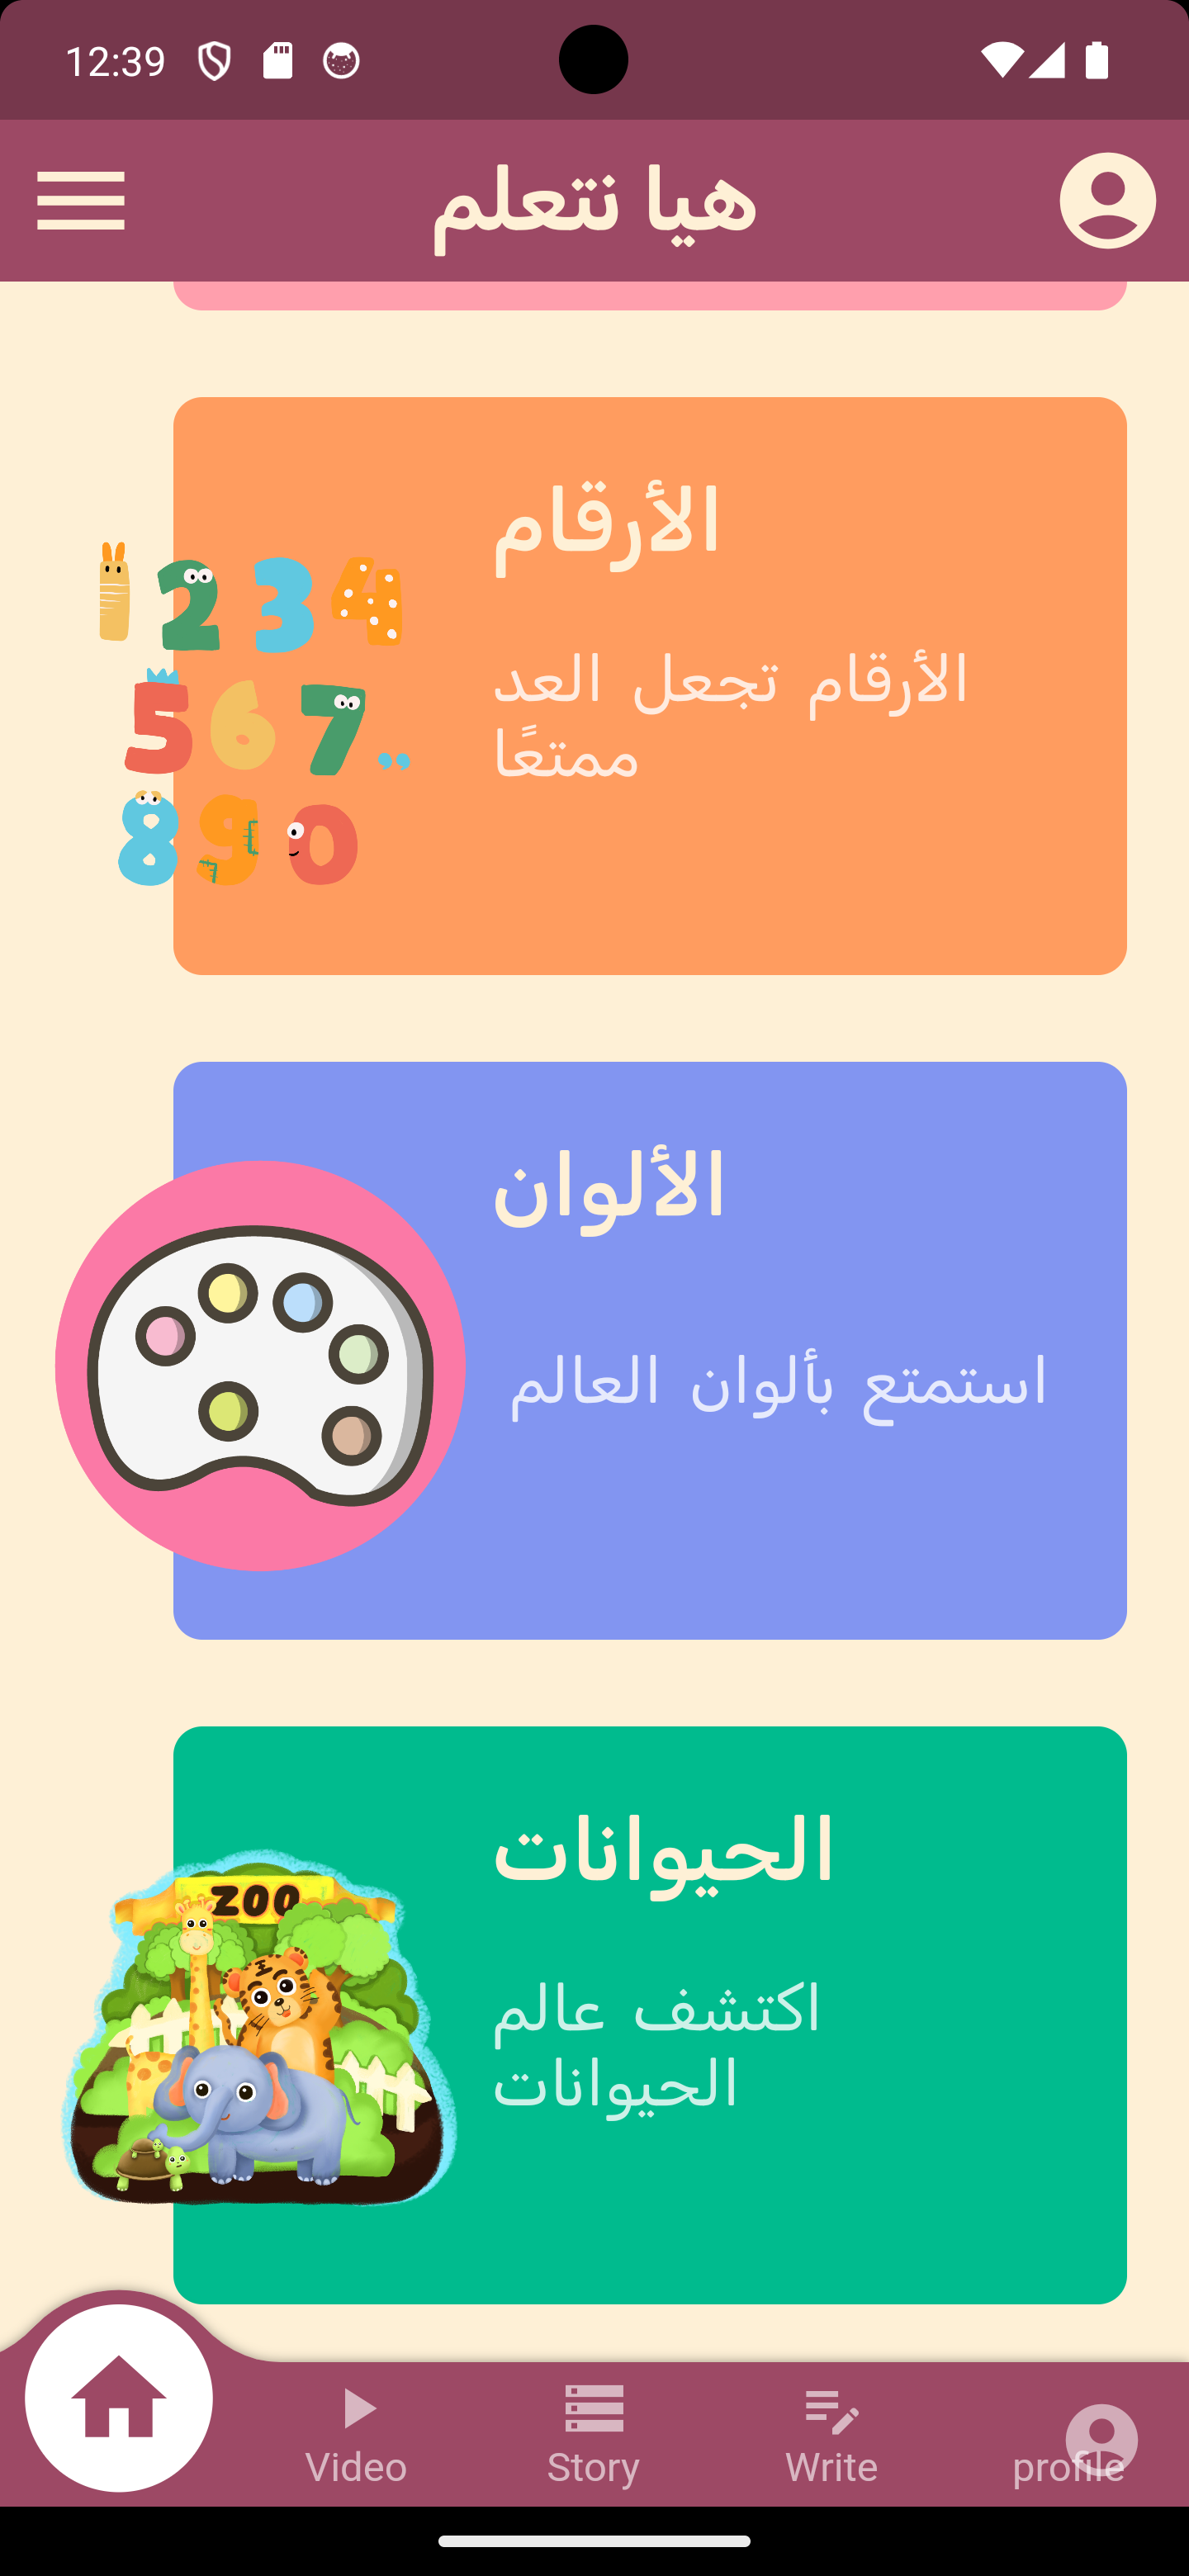 12:39
هيا نتعلم
الأرقام
الأرقام تجعل العد
ممتعًا
1 2 3 4
5 6 7
8 9 0
الألوان
استمتع بألوان العالم
الحيوانات
ZOO
اكتشف عالم
الحيوانات
Video
Story
Write
profile